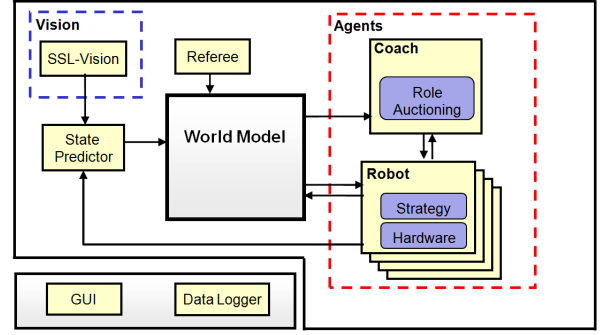 Vision
SSL-Vision
Referee
Agents
Coach
Role
Auctioning
State
Predictor
World Model
Robot
Strategy
Hardware
GUI
Data Logger